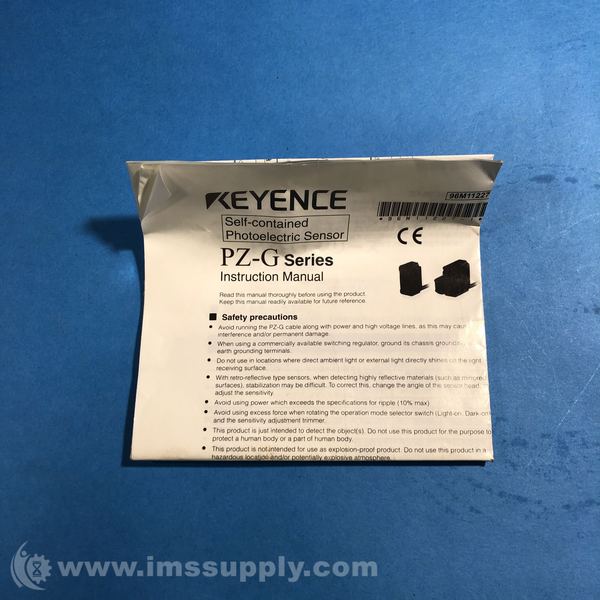 KEYENCE
96M11227
Self-contained
Photoelectric Sensor
CE
PZ-G Series
Instruction Manual
Read this manual thoroughly before using the product.
Keep this manual readily available for future reference.
■ Safety precautions
• Avoid running the PZ-G cable along with power and high voltage lines, as this may cau
interference and/or permanent damage.
• When using a commercially available switching regulator, ground its chassis grounding
earth grounding terminals.
• Do not use in locations where direct ambient light or external light directly shines on the light
receiving surface.
• With retro-reflective type sensors, when detecting highly reflective materials (such as mirrored
surfaces), stabilization may be difficult. To correct this, change the angle of the sensor head,
adjust the sensitivity.
• Avoid using power which exceeds the specifications for ripple (10% max)
• Avoid using excess force when rotating the operation mode selector switch (Light-on, Dark-on
and the sensitivity adjustment trimmer.
• This product is just intended to detect the object(s). Do not use this product for the purpose to
protect a human body or a part of human body.
• This product is not intended for use as explosion-proof product. Do not use this product in a
hazardous location and/or potentially explosive atmosphere.
www.imssupply.com